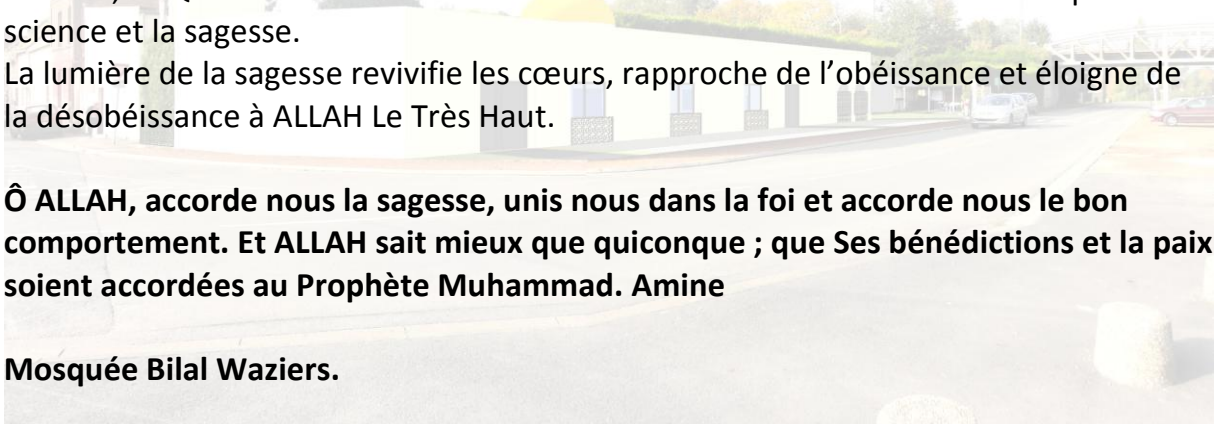 science et la sagesse.
La lumière de la sagesse revivifie les cœurs, rapproche de l’obéissance et éloigne de
la désobéissance à ALLAH Le Très Haut.
Ô ALLAH, accorde nous la sagesse, unis nous dans la foi et accorde nous le bon
comportement. Et ALLAH sait mieux que quiconque ; que Ses bénédictions et la paix
soient accordées au Prophète Muhammad. Amine
Mosquée Bilal Waziers.